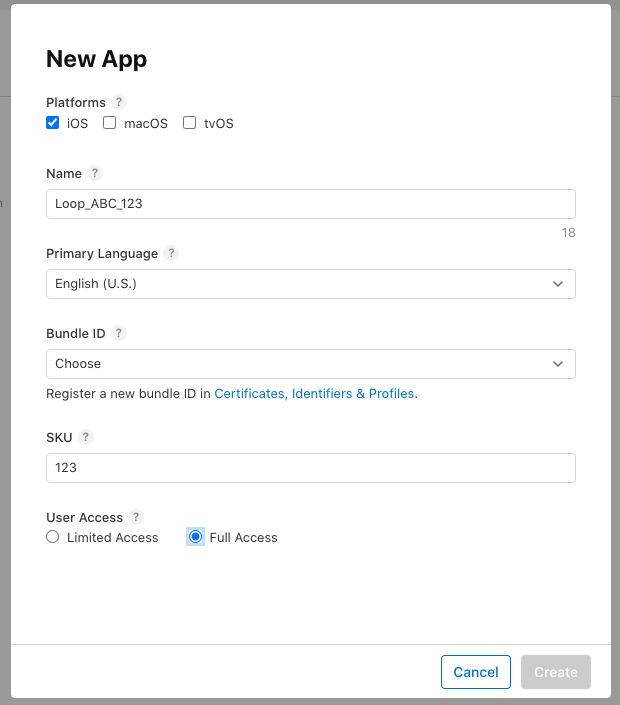 New App
Platforms ?
iOS macOS tvOS
Name ?
Loop_ABC_123
18
Primary Language ?
English (U.S.)
Bundle ID ?
Choose
Register a new bundle ID in Certificates, Identifiers & Profiles.
SKU ?
123
User Access ?
Limited Access Full Access
Cancel Create